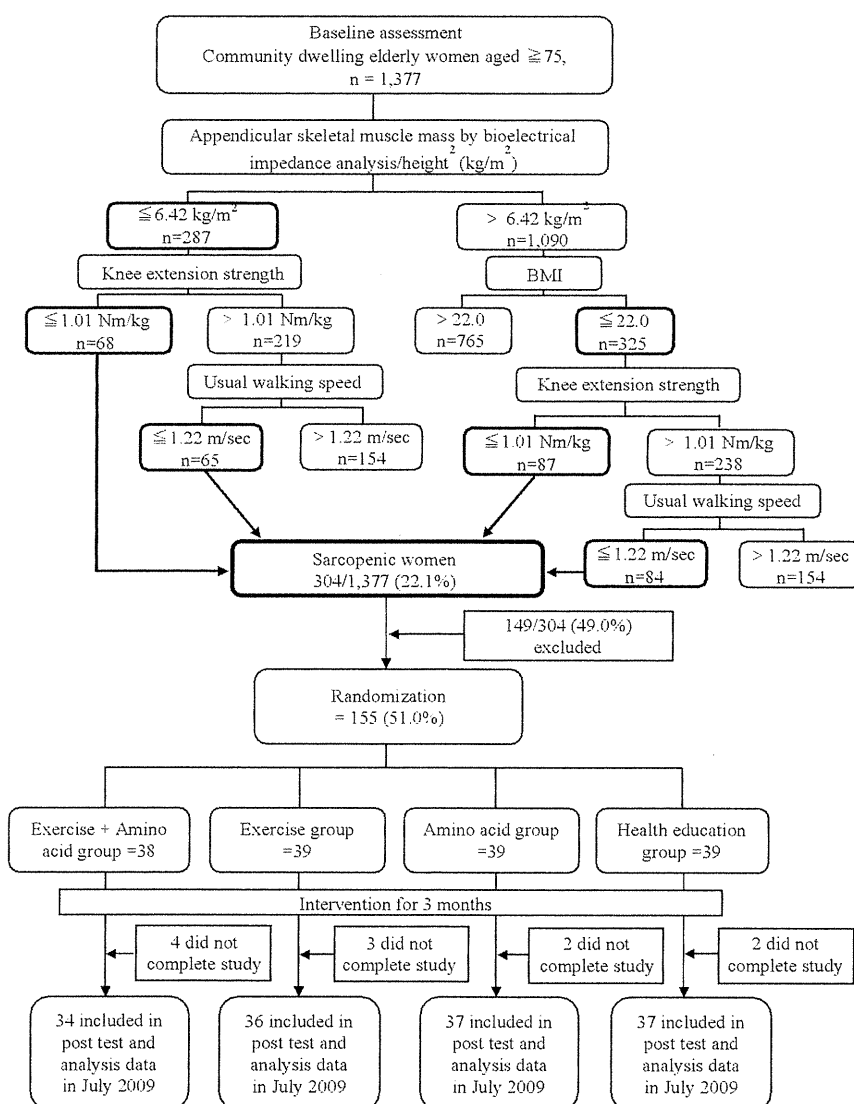 Baseline assessment
Community dwelling elderly women aged ≧75,
n = 1,377
Appendicular skeletal muscle mass by bioelectrical
impedance analysis/height² (kg/m²)
≦6.42 kg/m²
n=287
> 6.42 kg/m²
n=1,090
Knee extension strength
BMI
≦1.01 Nm/kg
n=68
> 1.01 Nm/kg
n=219
> 22.0
n=765
≦22.0
n=325
Usual walking speed
Knee extension strength
≦1.22 m/sec
n=65
> 1.22 m/sec
n=154
≦1.01 Nm/kg
n=87
> 1.01 Nm/kg
n=238
Usual walking speed
Sarcopenic women
304/1,377 (22.1%)
≦1.22 m/sec
n=84
> 1.22 m/sec
n=154
149/304 (49.0%)
excluded
Randomization
= 155 (51.0%)
Exercise + Amino
acid group =38
Exercise group
=39
Amino acid group
=39
Health education
group =39
Intervention for 3 months
4 did not
complete study
3 did not
complete study
2 did not
complete study
2 did not
complete study
34 included in
post test and
analysis data
in July 2009
36 included in
post test and
analysis data
in July 2009
37 included in
post test and
analysis data
in July 2009
37 included in
post test and
analysis data
in July 2009